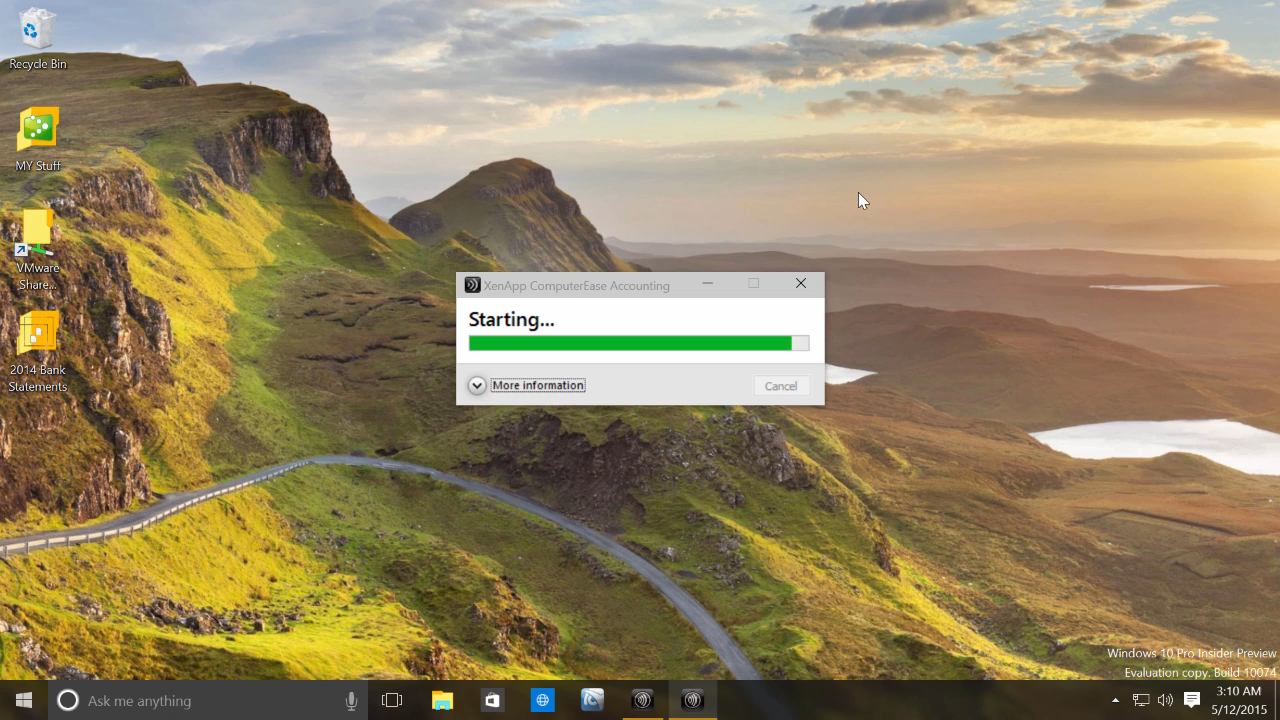 Recycle Bin
MY Stuff
VMware
Share...
2014 Bank
Statements
XenApp ComputerEase Accounting
Starting...
More information
Cancel
Windows 10 Pro Insider Preview
Evaluation copy. Build 10074
Ask me anything
3:10 AM
5/12/2015